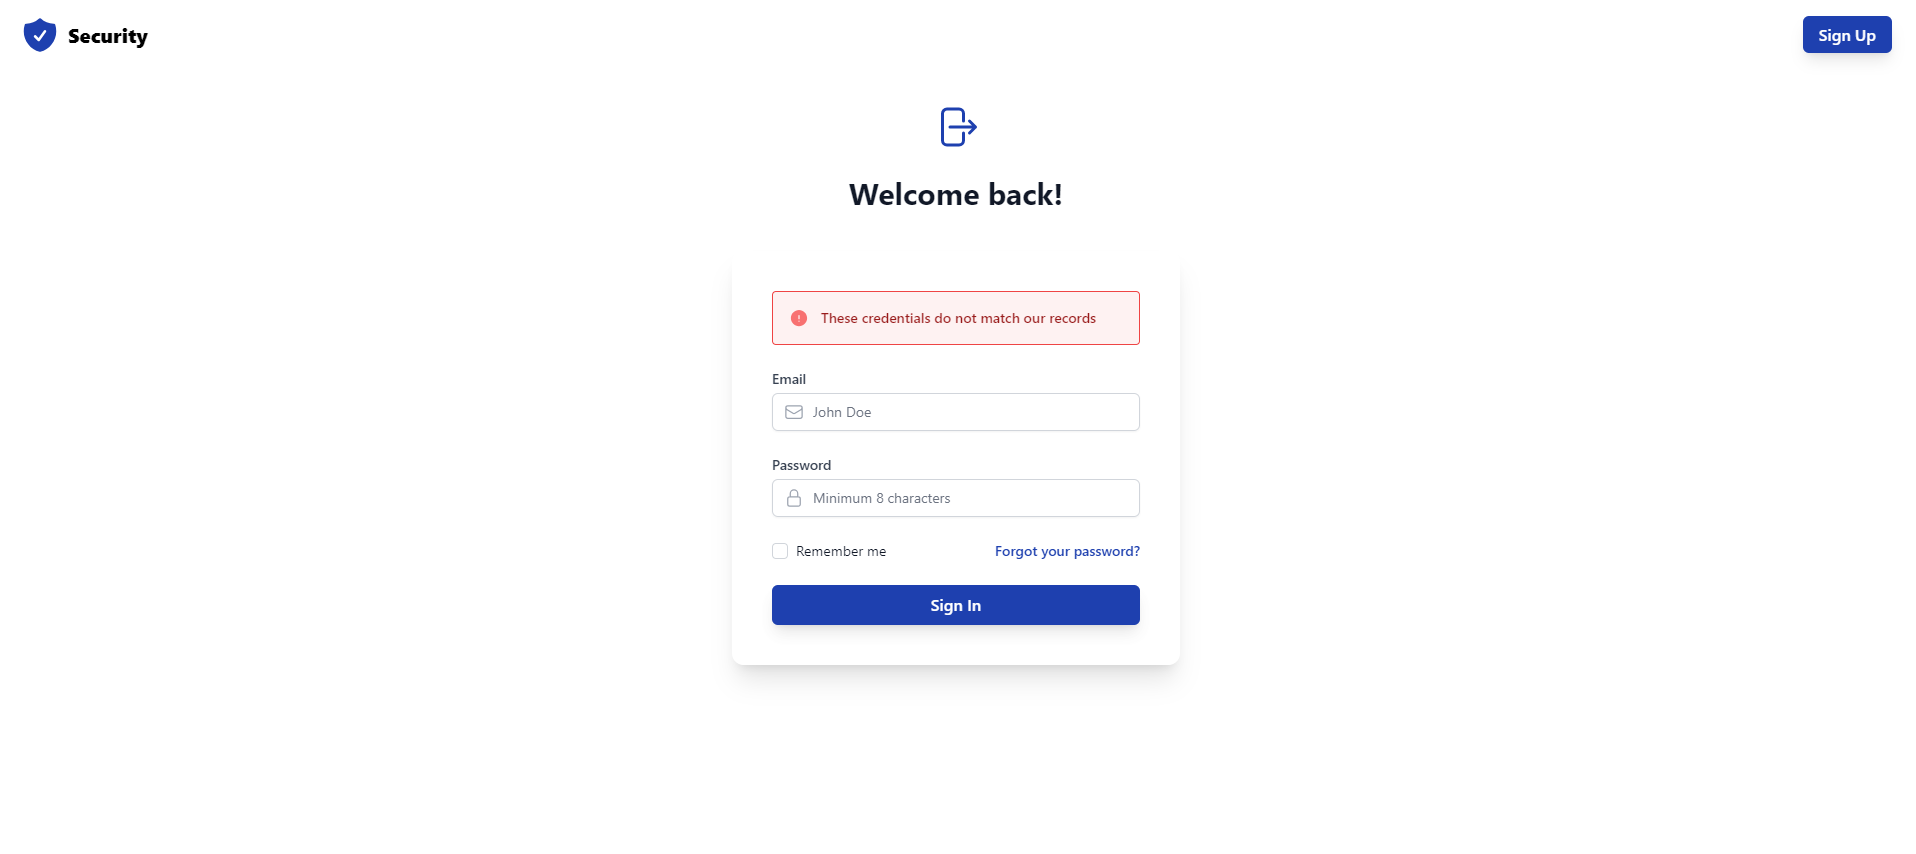 Security
Sign Up
Welcome back!
These credentials do not match our records
Email
John Doe
Password
Minimum 8 characters
Remember me
Forgot your password?
Sign In